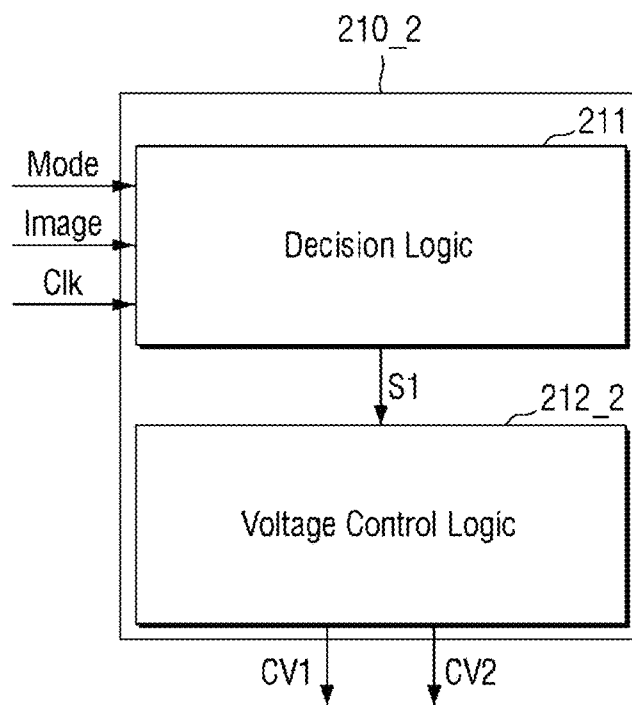 210_2
211
Mode
Image
Clk
Decision Logic
S1
212_2
Voltage Control Logic
CV1
CV2